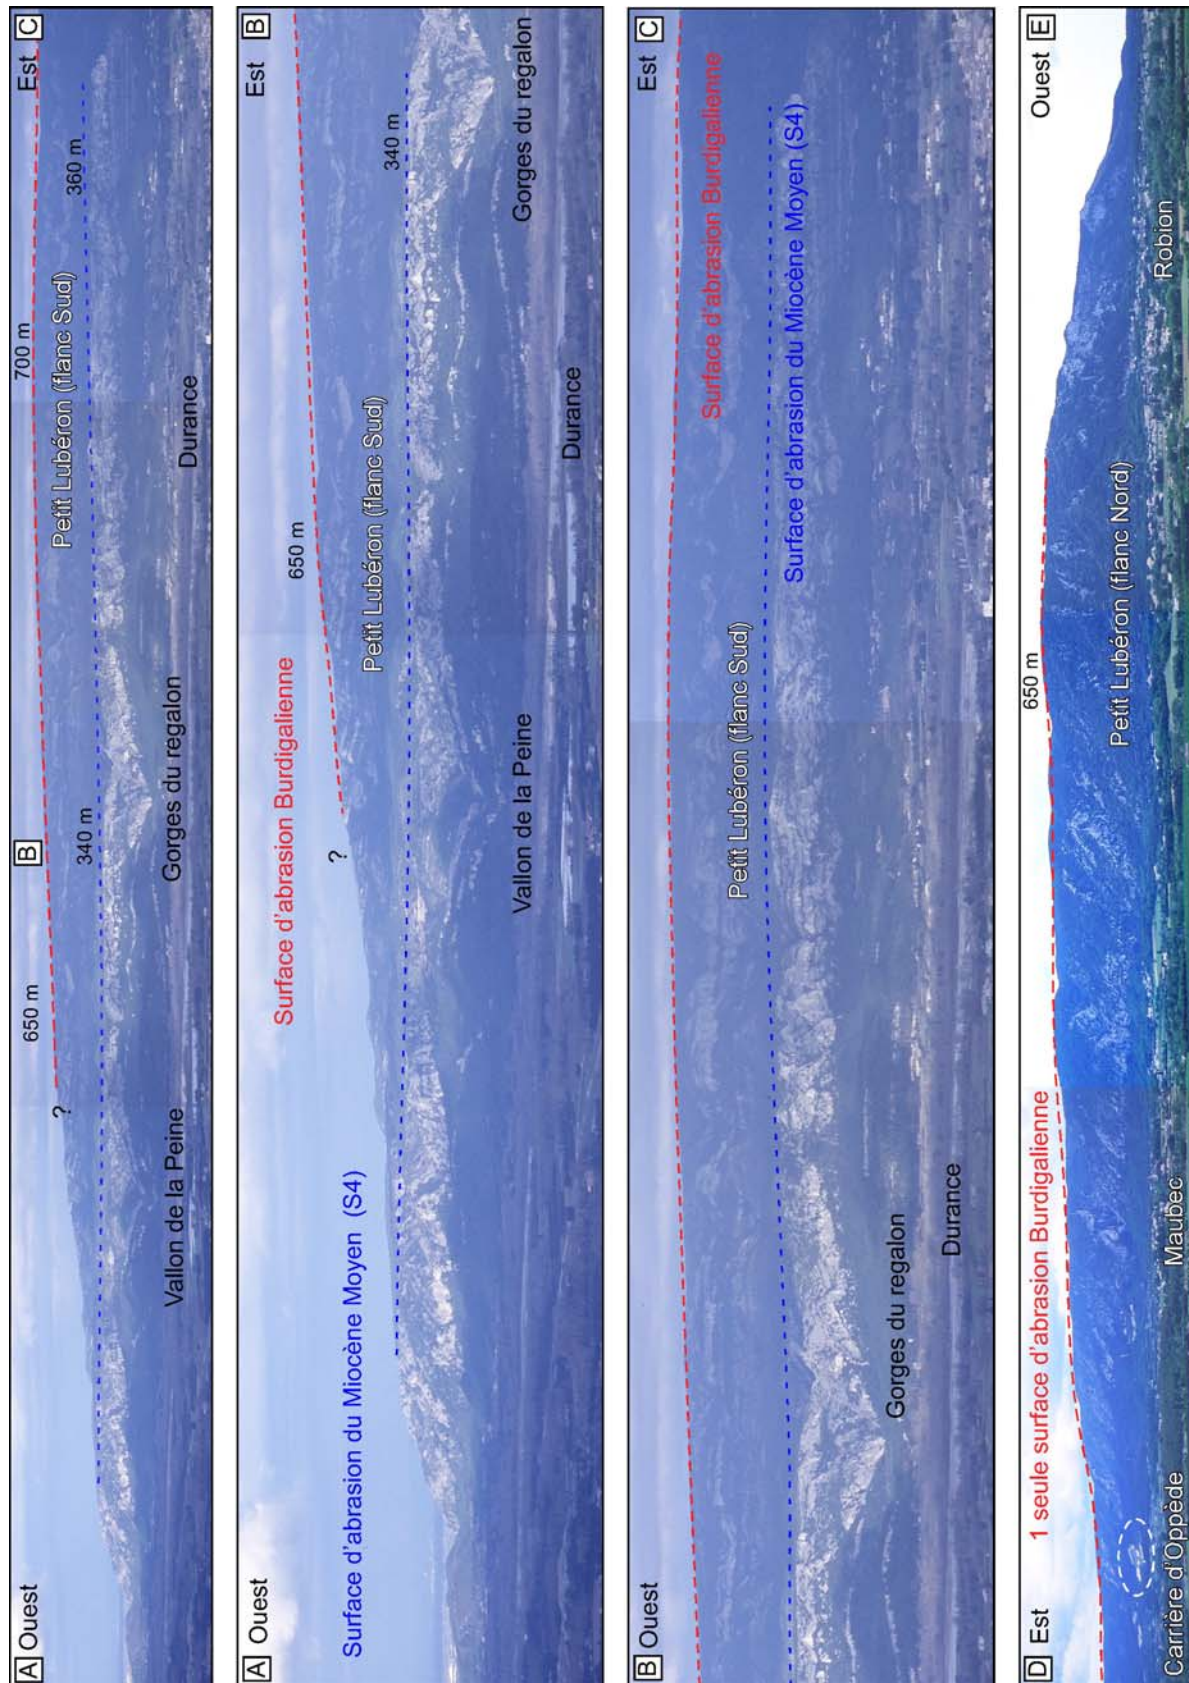 A Ouest
Est C
B
700 m
650 m
360 m
340 m
?
Petit Lubéron (flanc Sud)
Vallon de la Peine
Gorges du regalon
Durance
A Ouest
Est B
Surface d'abrasion Burdigalienne
650 m
340 m
?
Surface d'abrasion du Miocène Moyen (S4)
Petit Lubéron (flanc Sud)
Vallon de la Peine
Gorges du regalon
Durance
B Ouest
Est C
Surface d'abrasion Burdigalienne
Petit Lubéron (flanc Sud)
Surface d'abrasion du Miocène Moyen (S4)
Gorges du regalon
Durance
D Est
Ouest E
1 seule surface d'abrasion Burdigalienne
650 m
Petit Lubéron (flanc Nord)
Carrière d'Oppède
Maubec
Robion